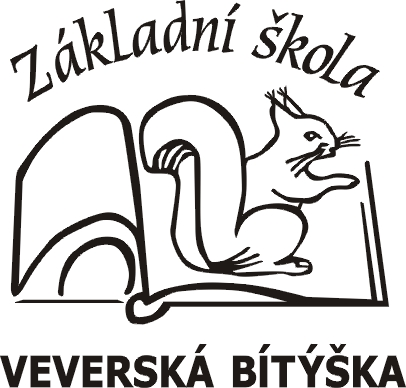 Základní škola
VEVERSKÁ BÍTÝŠKA